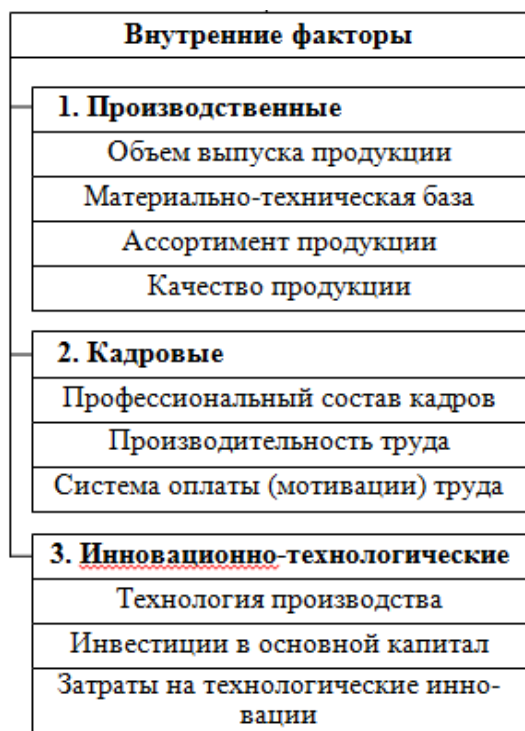 Внутренние факторы
1. Производственные
Объем выпуска продукции
Материально-техническая база
Ассортимент продукции
Качество продукции
2. Кадровые
Профессиональный состав кадров
Производительность труда
Система оплаты (мотивации) труда
3. Инновационно-технологические
Технология производства
Инвестиции в основной капитал
Затраты на технологические инно-
вации